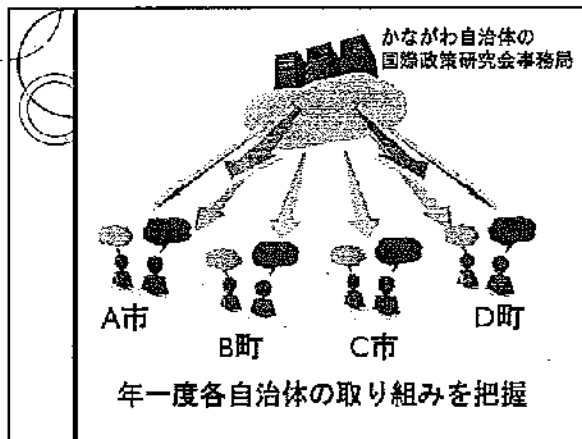 かながわ自治体の
国際政策研究会事務局
A市
B町
C市
D町
年一度各自治体の取り組みを把握